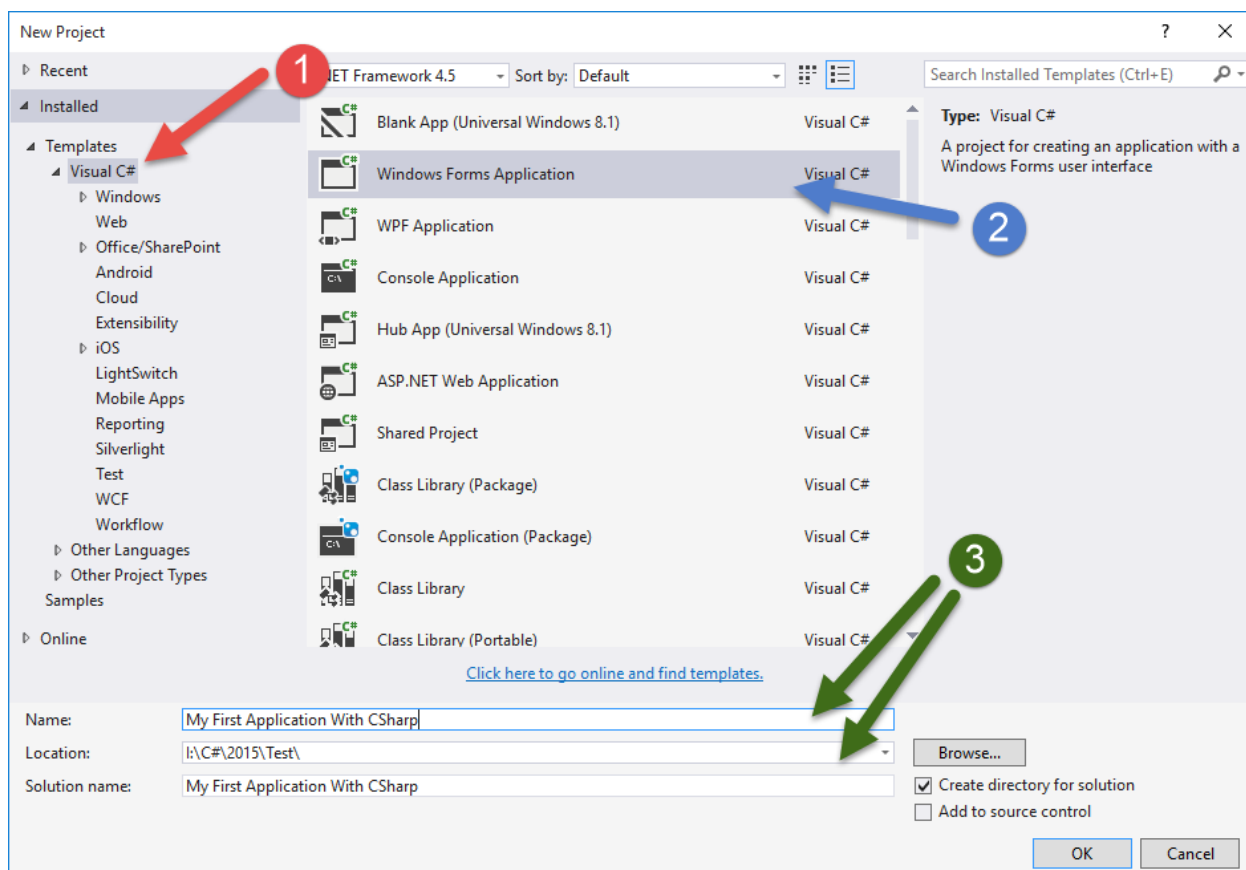 New Project
?
Recent
1
NET Framework 4.5
Sort by: Default
Search Installed Templates (Ctrl+E)
Installed
Templates
Visual C#
Windows
Web
Office/SharePoint
Android
Cloud
Extensibility
iOS
LightSwitch
Mobile Apps
Reporting
Silverlight
Test
WCF
Workflow
Other Languages
Other Project Types
Samples
Online
C# Blank App (Universal Windows 8.1) Visual C#
C# Windows Forms Application Visual C#
C# WPF Application Visual C#
C# C:\ Console Application Visual C#
C# Hub App (Universal Windows 8.1) Visual C#
C# ASP.NET Web Application Visual C#
C# Shared Project Visual C#
Class Library (Package) Visual C#
C:\ Console Application (Package) Visual C#
C# Class Library Visual C#
C# Class Library (Portable) Visual C#
Click here to go online and find templates.
Type: Visual C#
A project for creating an application with a
Windows Forms user interface
2
3
Name: My First Application With CSharp
Location: I:\C#\2015\Test\
Browse...
Solution name: My First Application With CSharp
Create directory for solution
Add to source control
OK
Cancel